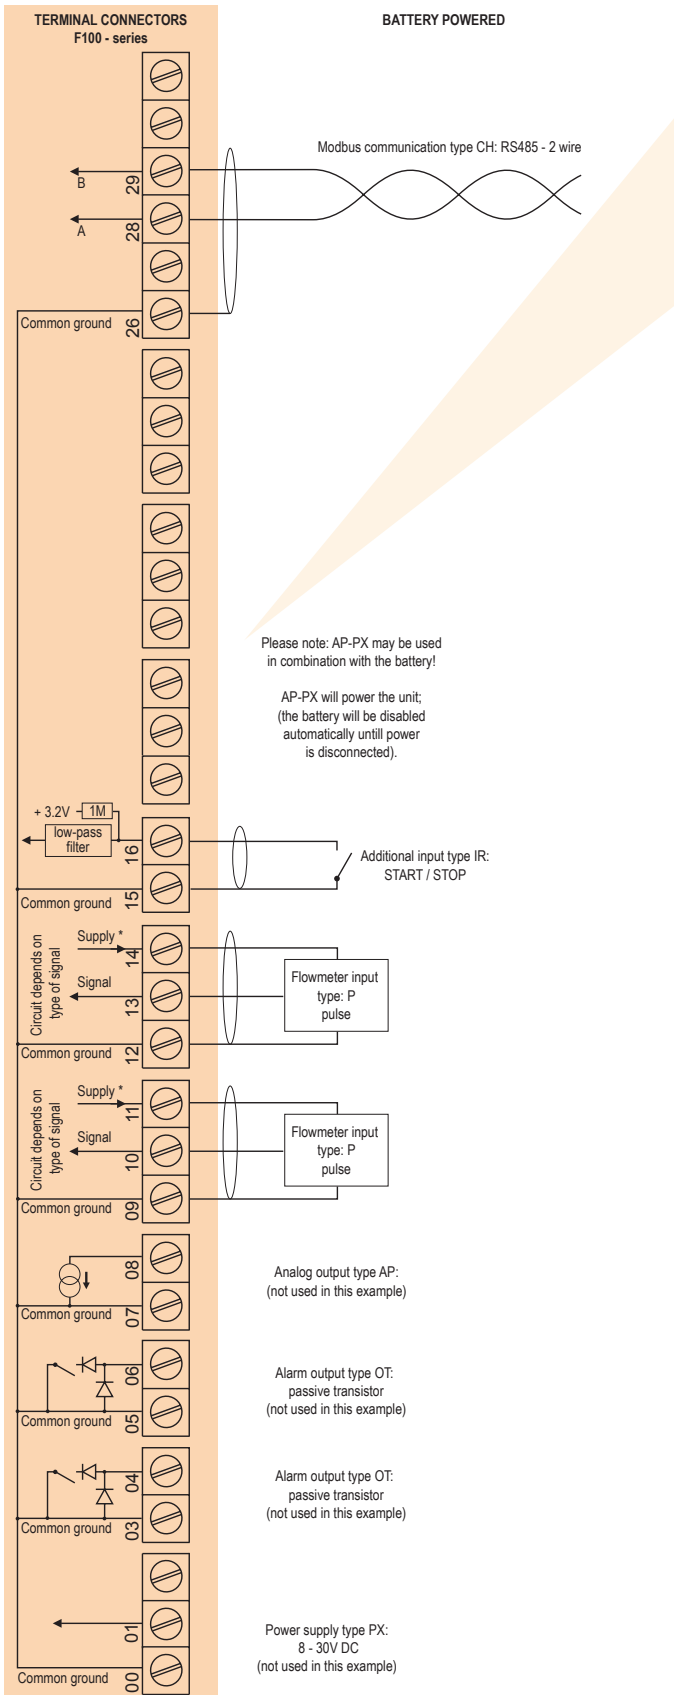 TERMINAL CONNECTORS
F100 - series
BATTERY POWERED
Modbus communication type CH: RS485 - 2 wire
B
29
A
28
Common ground
26
Please note: AP-PX may be used
in combination with the battery!
AP-PX will power the unit;
(the battery will be disabled
automatically untill power
is disconnected).
+ 3.2V
1M
low-pass
filter
16
Additional input type IR:
START / STOP
Common ground
15
Circuit depends on
type of signal
Supply *
14
Signal
13
Flowmeter input
type: P
pulse
Common ground
12
Circuit depends on
type of signal
Supply *
11
Signal
10
Flowmeter input
type: P
pulse
Common ground
09
08
Analog output type AP:
(not used in this example)
Common ground
07
06
Alarm output type OT:
passive transistor
(not used in this example)
Common ground
05
04
Alarm output type OT:
passive transistor
(not used in this example)
Common ground
03
01
Power supply type PX:
8 - 30V DC
(not used in this example)
Common ground
00